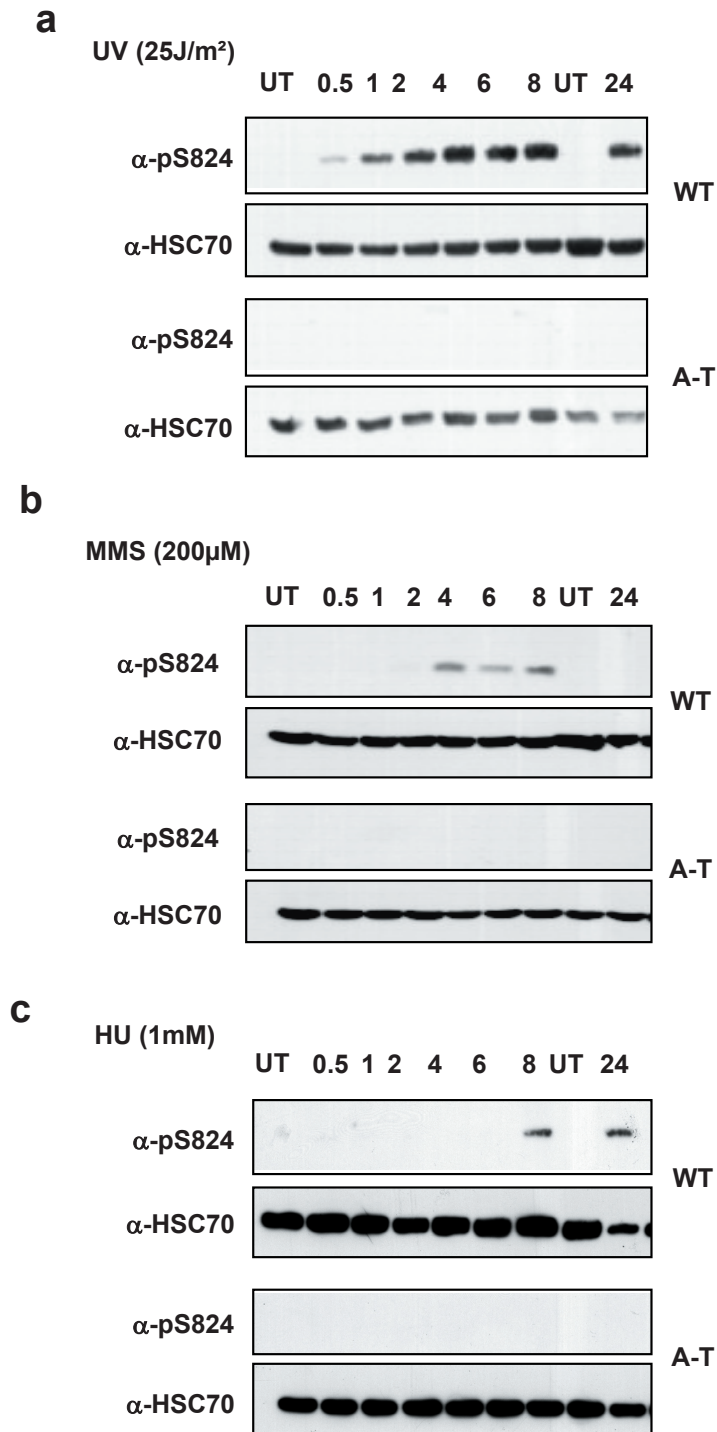 a
UV (25J/m²)
UT 0.5 1 2 4 6 8 UT 24
α-pS824
WT
α-HSC70
α-pS824
A-T
α-HSC70
b
MMS (200µM)
UT 0.5 1 2 4 6 8 UT 24
α-pS824
WT
α-HSC70
α-pS824
A-T
α-HSC70
c
HU (1mM)
UT 0.5 1 2 4 6 8 UT 24
α-pS824
WT
α-HSC70
α-pS824
A-T
α-HSC70